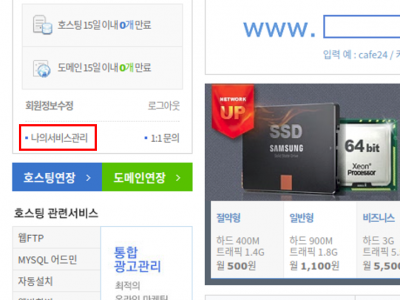 호스팅 15일 이내 0개 만료
도메인 15일 이내 0개 만료
회원정보수정 로그아웃
나의서비스관리 1:1 문의
호스팅연장 >
도메인연장 >
호스팅 관련서비스
웹FTP
MYSQL 어드민
자동설치
통합
광고관리
최적의
온라인 마케팅
www.
입력 예 : cafe24 /
NETWORK
UP
SSD
SAMSUNG
64 bit
Xeon®
Processor
절약형
하드 400M
트래픽 1.4G
월 500원
일반형
하드 900M
트래픽 1.8G
월 1,100원
비즈니스
하드 3G
트래픽 5.
월 5,50